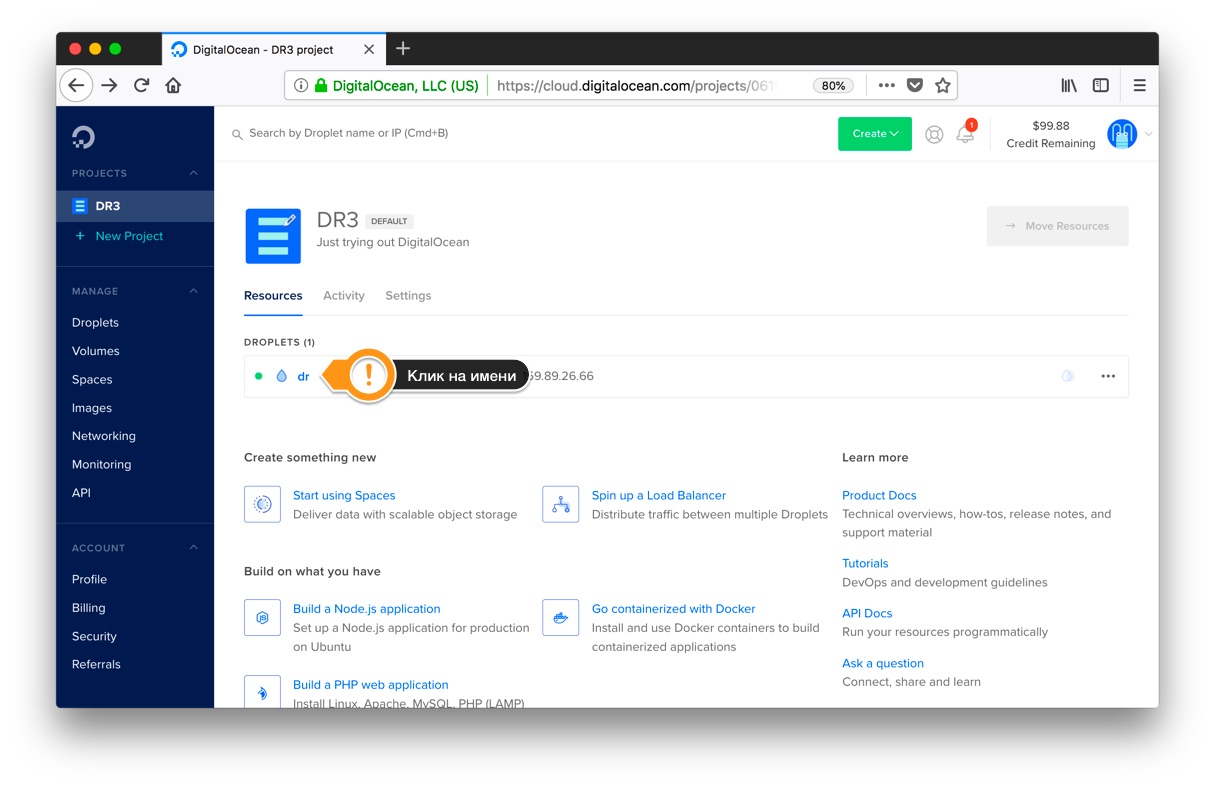 DigitalOcean - DR3 project
DigitalOcean, LLC (US) https://cloud.digitalocean.com/projects/061 80%
Search by Droplet name or IP (Cmd+B)
Create
1
$99.88
Credit Remaining
PROJECTS
DR3
+ New Project
MANAGE
Droplets
Volumes
Spaces
Images
Networking
Monitoring
API
ACCOUNT
Profile
Billing
Security
Referrals
DR3 DEFAULT
Just trying out DigitalOcean
→ Move Resources
Resources Activity Settings
DROPLETS (1)
dr ! Клик на имени 59.89.26.66
Create something new
Start using Spaces
Deliver data with scalable object storage
Spin up a Load Balancer
Distribute traffic between multiple Droplets
Build on what you have
Build a Node.js application
Set up a Node.js application for production
on Ubuntu
Go containerized with Docker
Install and use Docker containers to build
containerized applications
Build a PHP web application
Install Linux, Apache, MySQL, PHP (LAMP)
Learn more
Product Docs
Technical overviews, how-tos, release notes, and
support material
Tutorials
DevOps and development guidelines
API Docs
Run your resources programmatically
Ask a question
Connect, share and learn